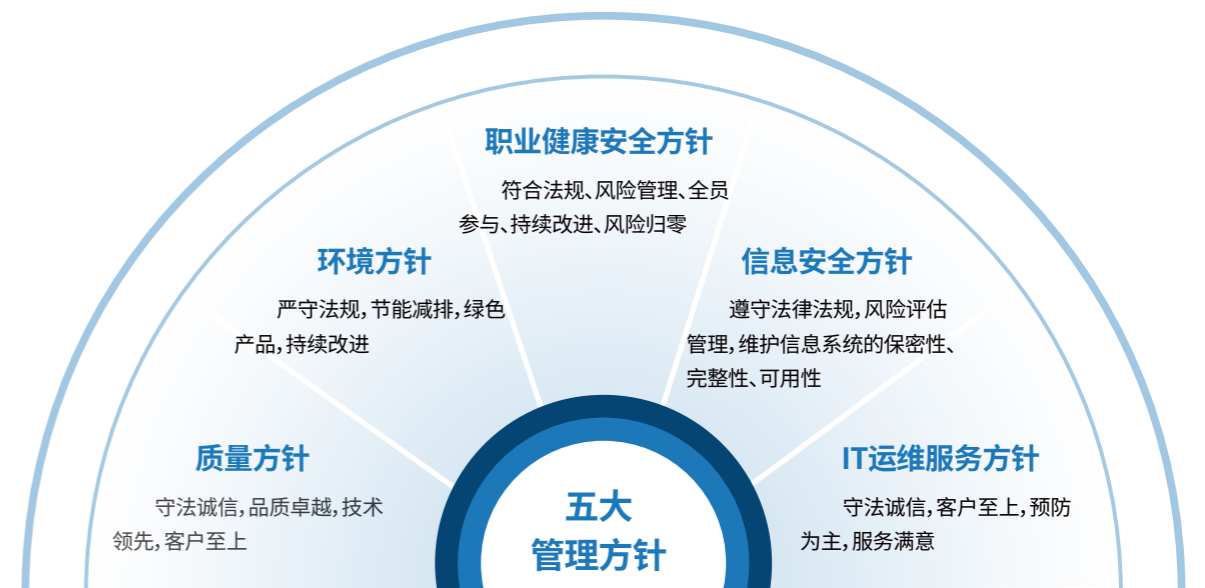 职业健康安全方针
符合法规、风险管理、全员
参与、持续改进、风险归零
环境方针
严守法规，节能减排，绿色
产品，持续改进
信息安全方针
遵守法律法规，风险评估
管理，维护信息系统的保密性、
完整性、可用性
质量方针
守法诚信，品质卓越，技术
领先，客户至上
IT运维服务方针
守法诚信，客户至上，预防
为主，服务满意
五大
管理方针